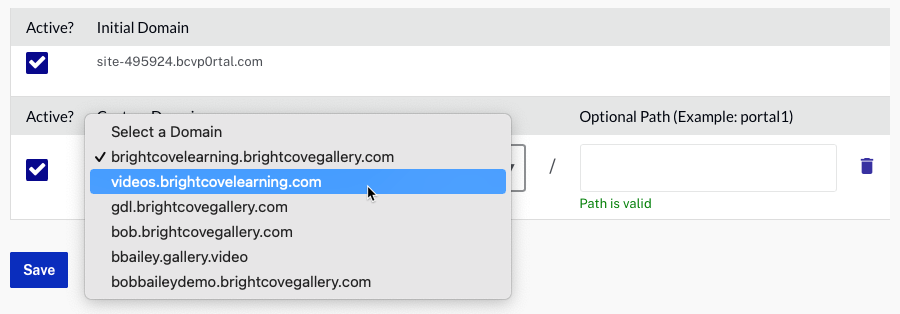 Active? Initial Domain
site-495924.bcvp0rtal.com
Active? Optional Path (Example: portal1)
Select a Domain
brightcovelearning.brightcovegallery.com
/
videos.brightcovelearning.com
Path is valid
gdl.brightcovegallery.com
bob.brightcovegallery.com
bbailey.gallery.video
bobbaileydemo.brightcovegallery.com
Save